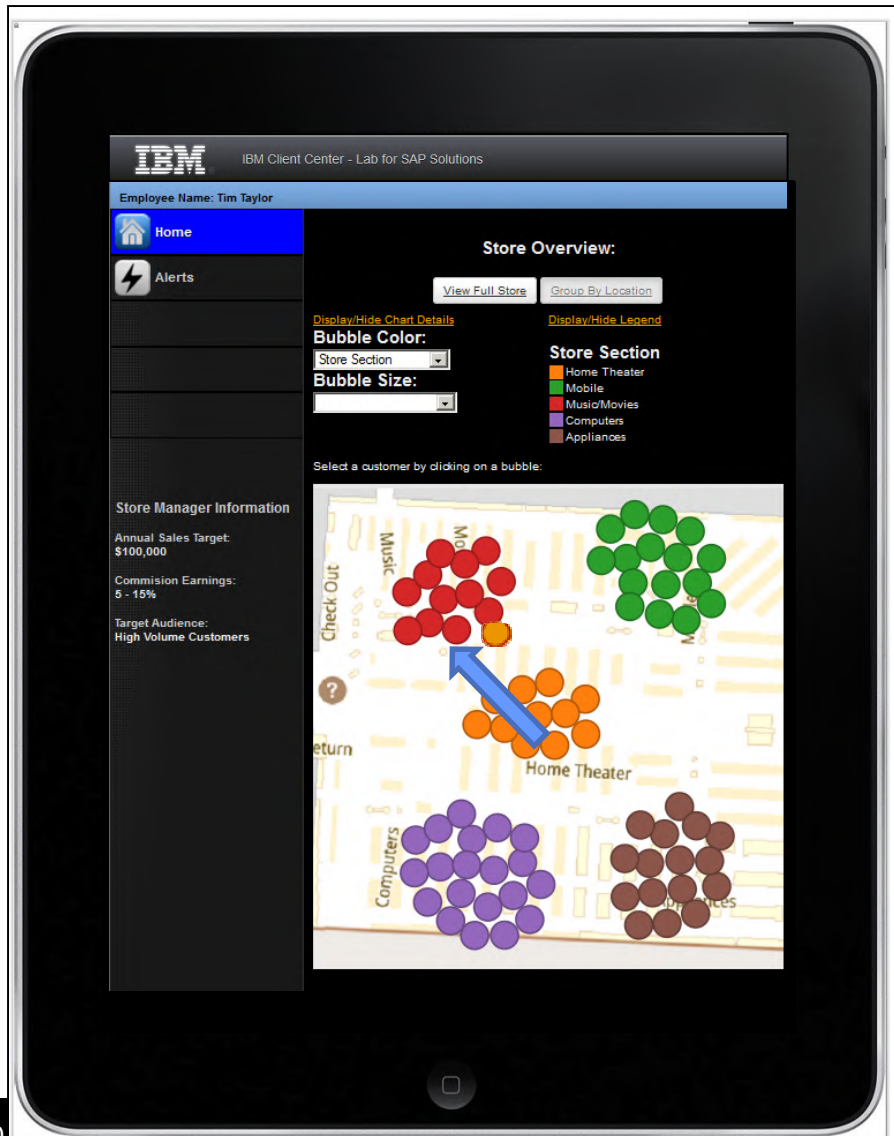 IBM
IBM Client Center - Lab for SAP Solutions
Employee Name: Tim Taylor
Home
Alerts
Store Manager Information
Annual Sales Target:
$100,000
Commision Earnings:
5 - 15%
Target Audience:
High Volume Customers
Store Overview:
View Full Store
Group By Location
Display/Hide Chart Details
Display/Hide Legend
Bubble Color:
Store Section
Bubble Size:
Store Section
Home Theater
Mobile
Music/Movies
Computers
Appliances
Select a customer by clicking on a bubble:
Music
Mo
Check Out
?
eturn
Home Theater
Computers
ces